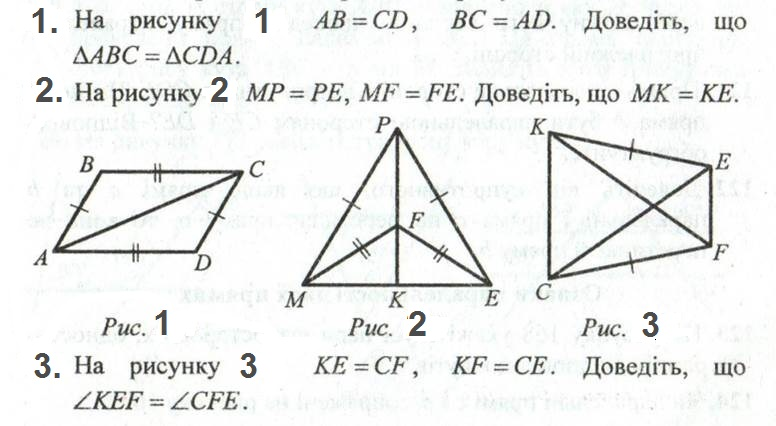 1. На рисунку 1 AB = CD, BC = AD. Доведіть, що
ΔABC = ΔCDA.
2. На рисунку 2 MP = PE, MF = FE. Доведіть, що MK = KE.
B C A D
P F M K E
K E F C
Рис. 1 Рис. 2 Рис. 3
3. На рисунку 3 KE = CF, KF = CE. Доведіть, що
∠KEF = ∠CFE.